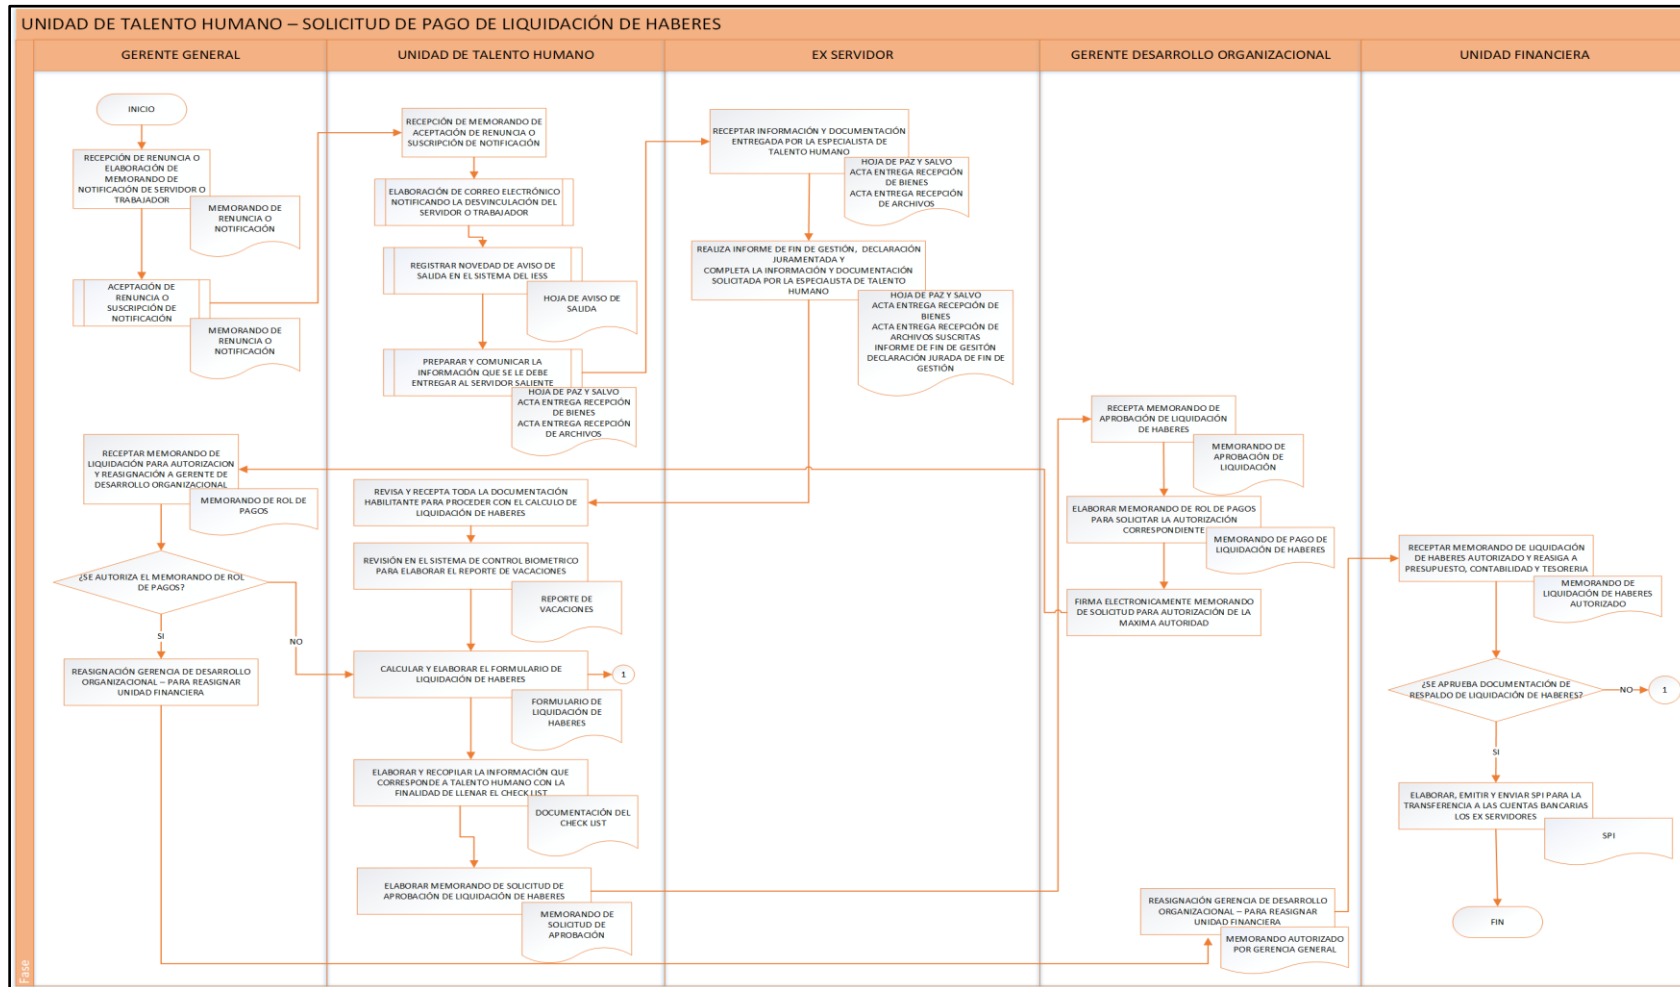 UNIDAD DE TALENTO HUMANO – SOLICITUD DE PAGO DE LIQUIDACIÓN DE HABERES
GERENTE GENERAL
UNIDAD DE TALENTO HUMANO
EX SERVIDOR
GERENTE DESARROLLO ORGANIZACIONAL
UNIDAD FINANCIERA
Fase
INICIO
RECEPCIÓN DE RENUNCIA O
ELABORACIÓN DE
MEMORANDO DE
NOTIFICACIÓN DE SERVIDOR O
TRABAJADOR
MEMORANDO DE
RENUNCIA O
NOTIFICACIÓN
ACEPTACIÓN DE
RENUNCIA O
SUSCRIPCIÓN DE
NOTIFICACIÓN
MEMORANDO DE
RENUNCIA O
NOTIFICACIÓN
RECEPTAR MEMORANDO DE
LIQUIDACIÓN PARA AUTORIZACION
Y REASIGNACIÓN A GERENTE DE
DESARROLLO ORGANIZACIONAL
MEMORANDO DE ROL DE
PAGOS
¿SE AUTORIZA EL MEMORANDO DE ROL
DE PAGOS?
SI
NO
REASIGNACIÓN GERENCIA DE DESARROLLO
ORGANIZACIONAL – PARA REASIGNAR
UNIDAD FINANCIERA
RECEPCIÓN DE MEMORANDO DE
ACEPTACIÓN DE RENUNCIA O
SUSCRIPCIÓN DE NOTIFICACIÓN
ELABORACIÓN DE CORREO ELECTRÓNICO
NOTIFICANDO LA DESVINCULACIÓN DEL
SERVIDOR O TRABAJADOR
REGISTRAR NOVEDAD DE AVISO DE
SALIDA EN EL SISTEMA DEL IESS
HOJA DE AVISO DE
SALIDA
PREPARAR Y COMUNICAR LA
INFORMACIÓN QUE SE LE DEBE
ENTREGAR AL SERVIDOR SALIENTE
HOJA DE PAZ Y SALVO
ACTA ENTREGA RECEPCIÓN
DE BIENES
ACTA ENTREGA RECEPCIÓN
DE ARCHIVOS
REVISA Y RECEPTA TODA LA DOCUMENTACIÓN
HABILITANTE PARA PROCEDER CON EL CALCULO DE
LIQUIDACIÓN DE HABERES
REVISIÓN EN EL SISTEMA DE CONTROL BIOMETRICO
PARA ELABORAR EL REPORTE DE VACACIONES
REPORTE DE
VACACIONES
CALCULAR Y ELABORAR EL FORMULARIO DE
LIQUIDACIÓN DE HABERES
1
FORMULARIO DE
LIQUIDACIÓN DE
HABERES
ELABORAR Y RECOPILAR LA INFORMACIÓN QUE
CORRESPONDE A TALENTO HUMANO CON LA
FINALIDAD DE LLENAR EL CHECK LIST
DOCUMENTACIÓN DEL
CHECK LIST
ELABORAR MEMORANDO DE SOLICITUD DE
APROBACIÓN DE LIQUIDACIÓN DE HABERES
MEMORANDO DE
SOLICITUD DE
APROBACIÓN
RECEPTAR INFORMACIÓN Y DOCUMENTACIÓN
ENTREGADA POR LA ESPECIALISTA DE
TALENTO HUMANO
HOJA DE PAZ Y SALVO
ACTA ENTREGA RECEPCIÓN
DE BIENES
ACTA ENTREGA RECEPCIÓN
DE ARCHIVOS
REALIZA INFORME DE FIN DE GESTIÓN, DECLARACIÓN
JURAMENTADA Y
COMPLETA LA INFORMACIÓN Y DOCUMENTACIÓN
SOLICITADA POR LA ESPECIALISTA DE TALENTO
HUMANO
HOJA DE PAZ Y SALVO
ACTA ENTREGA RECEPCIÓN DE
BIENES
ACTA ENTREGA RECEPCIÓN DE
ARCHIVOS SUSCRITAS
INFORME DE FIN DE GESITÓN
DECLARACIÓN JURADA DE FIN DE
GESTIÓN
RECEPTA MEMORANDO DE
APROBACIÓN DE LIQUIDACIÓN
DE HABERES
MEMORANDO DE
APROBACIÓN DE
LIQUIDACIÓN
ELABORAR MEMORANDO DE ROL DE PAGOS
PARA SOLICITAR LA AUTORIZACIÓN
CORRESPONDIENTE
MEMORANDO DE PAGO DE
LIQUIDACIÓN DE HABERES
FIRMA ELECTRONICAMENTE MEMORANDO
DE SOLICITUD PARA AUTORIZACIÓN DE LA
MAXIMA AUTORIDAD
REASIGNACIÓN GERENCIA DE DESARROLLO
ORGANIZACIONAL – PARA REASIGNAR
UNIDAD FINANCIERA
MEMORANDO AUTORIZADO
POR GERENCIA GENERAL
RECEPTAR MEMORANDO DE LIQUIDACIÓN
DE HABERES AUTORIZADO Y REASIGA A
PRESUPUESTO, CONTABILIDAD Y TESORERIA
MEMORANDO DE
LIQUIDACIÓN DE HABERES
AUTORIZADO
¿SE APRUEBA DOCUMENTACIÓN DE
RESPALDO DE LIQUIDACIÓN DE HABERES?
NO
1
SI
ELABORAR, EMITIR Y ENVIAR SPI PARA LA
TRANSFERENCIA A LAS CUENTAS BANCARIAS
LOS EX SERVIDORES
SPI
FIN